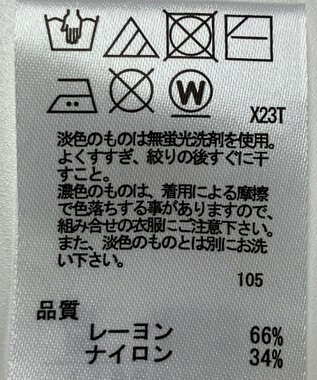 W
X23T
淡色のものは無蛍光洗剤を使用。
よくすすぎ、絞りの後すぐに干
すこと。
濃色のものは、着用による摩擦
で色落ちする事がありますので、
組み合せの衣服にご注意下さい。
また、淡色のものとは別にお洗
い下さい。
105
品質
レーヨン 66%
ナイロン 34%